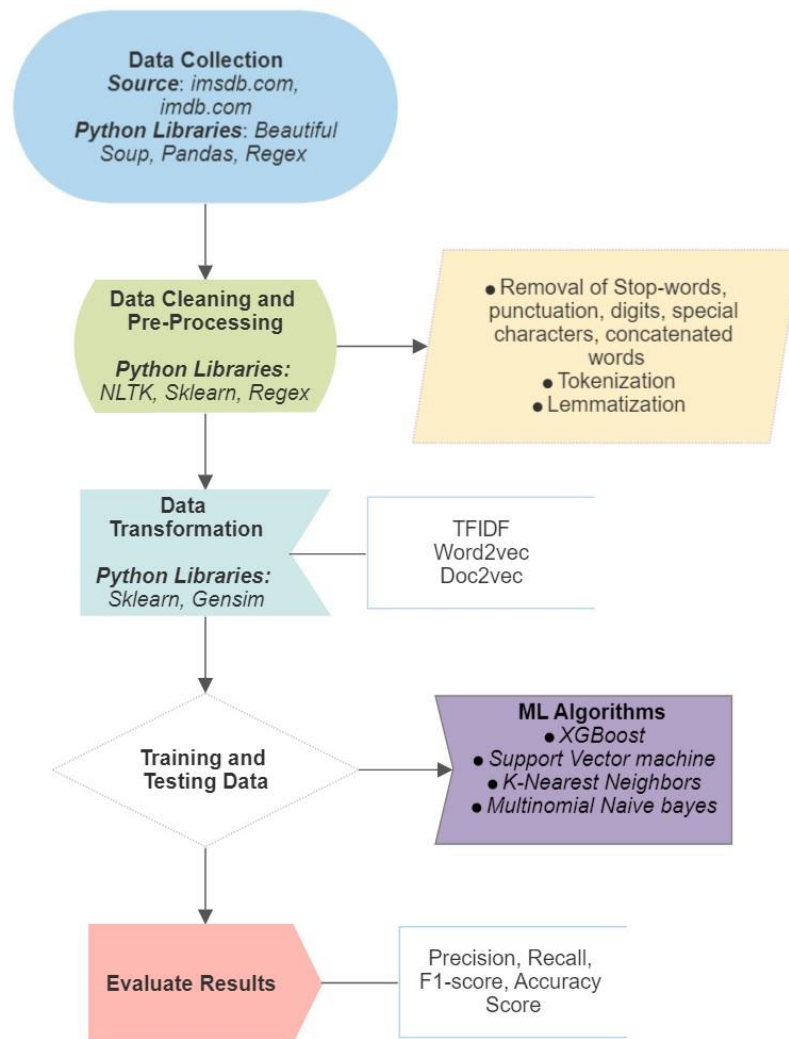 Data Collection
Source: imsdb.com,
imdb.com
Python Libraries: Beautiful
Soup, Pandas, Regex
Data Cleaning and
Pre-Processing
Python Libraries:
NLTK, Sklearn, Regex
● Removal of Stop-words,
punctuation, digits, special
characters, concatenated
words
● Tokenization
● Lemmatization
Data
Transformation
Python Libraries:
Sklearn, Gensim
TFIDF
Word2vec
Doc2vec
Training and
Testing Data
ML Algorithms
● XGBoost
● Support Vector machine
● K-Nearest Neighbors
● Multinomial Naive bayes
Evaluate Results
Precision, Recall,
F1-score, Accuracy
Score